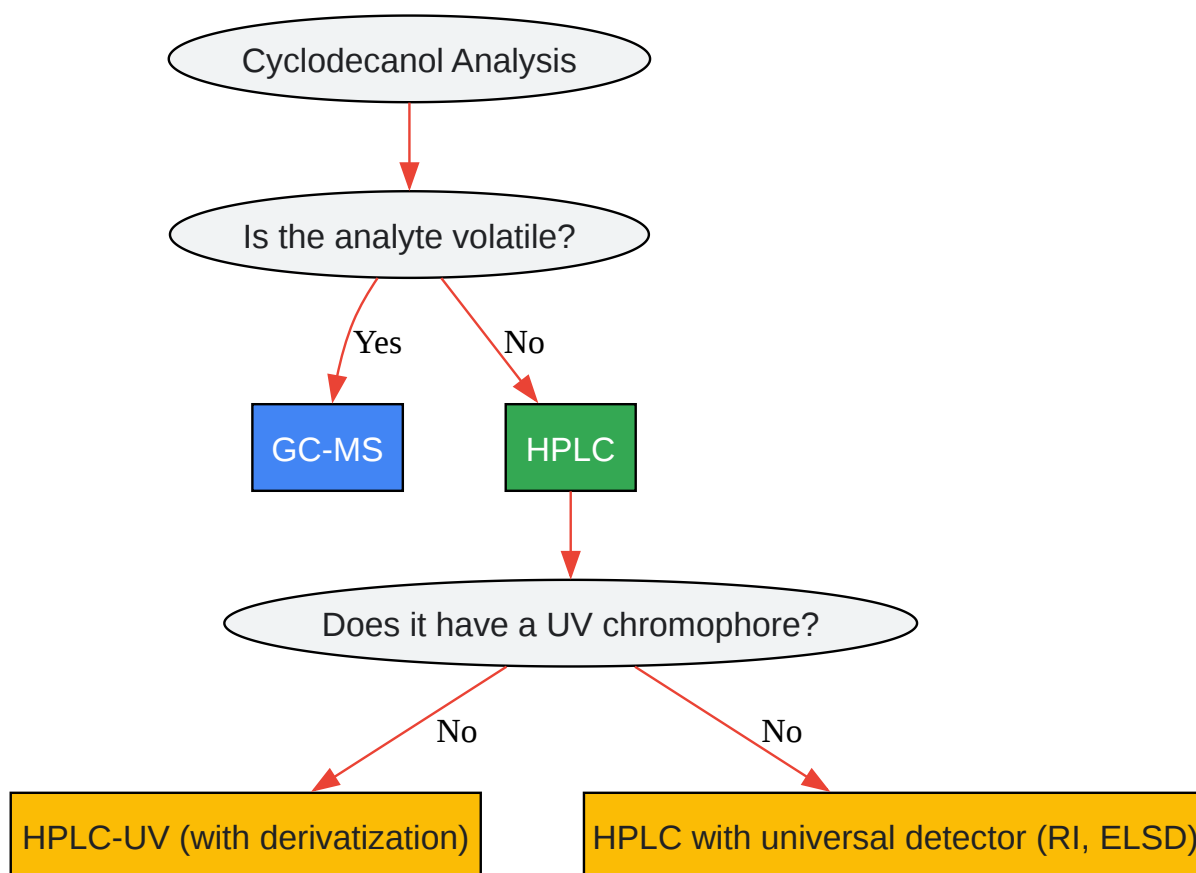 Cyclodecanol Analysis
Is the analyte volatile?
Yes
No
GC-MS
HPLC
Does it have a UV chromophore?
No
No
HPLC-UV (with derivatization)
HPLC with universal detector (RI, ELSD)